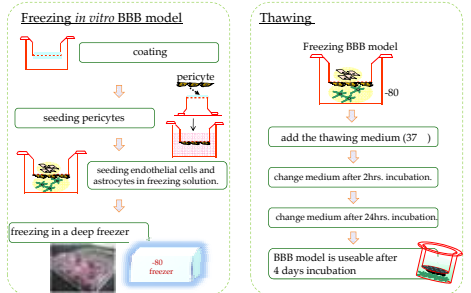 Freezing in vitro BBB model
coating
pericyte
seeding pericytes
seeding endothelial cells and
astrocytes in freezing solution.
freezing in a deep freezer
-80
freezer
Thawing
Freezing BBB model
-80
add the thawing medium (37 )
change medium after 2hrs. incubation.
change medium after 24hrs. incubation.
BBB model is useable after
4 days incubation